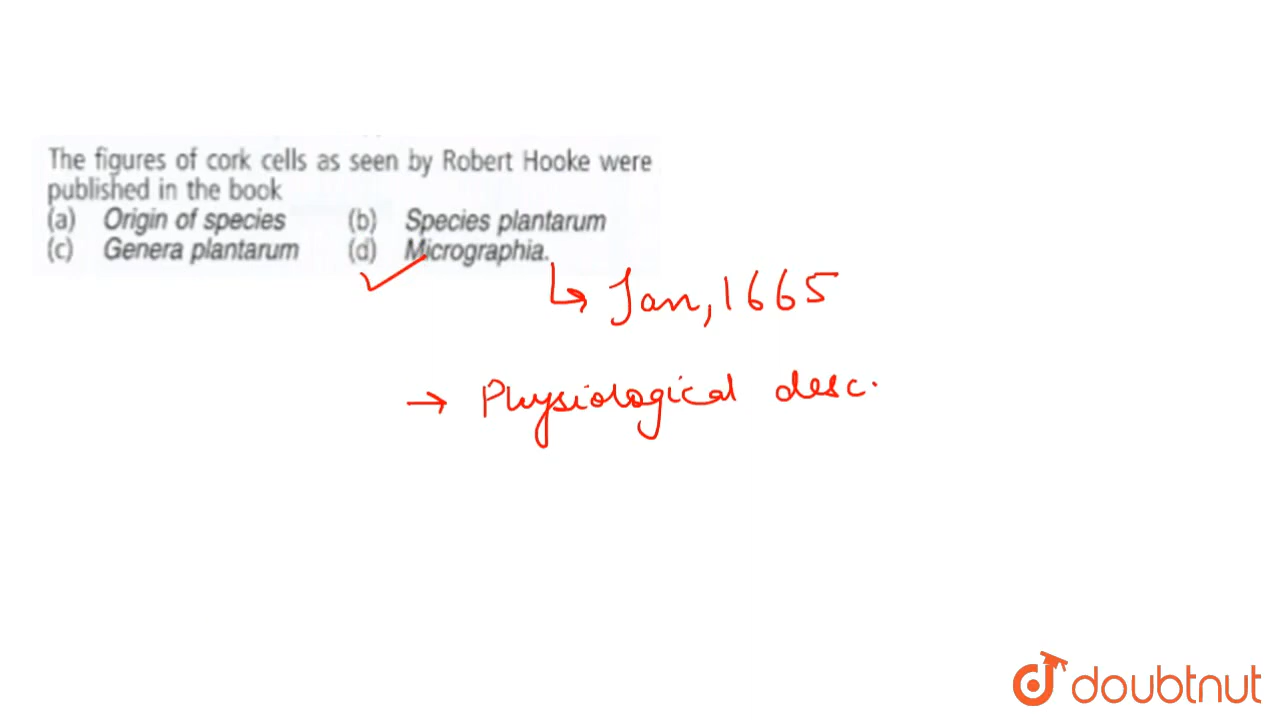 The figures of cork cells as seen by Robert Hooke were
published in the book
(a) Origin of species (b) Species plantarum
(c) Genera plantarum (d) Micrographia.
Jan, 1665
Physiological desc.
doubtnut